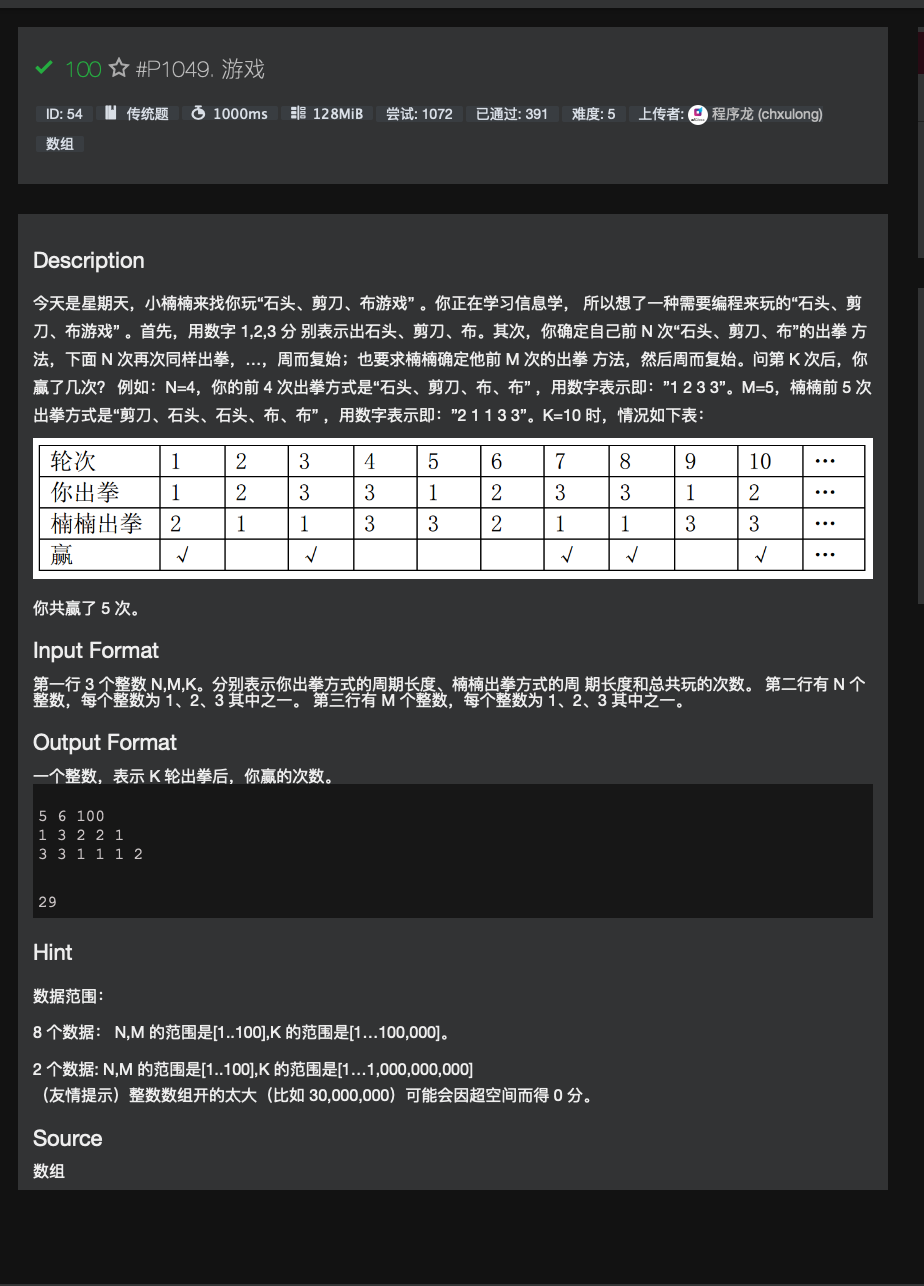 100 #P1049. 游戏
ID: 54 传统题 1000ms 128MiB 尝试: 1072 已通过: 391 难度: 5 上传者: 程序龙 (chxulong)
数组
Description
今天是星期天，小楠楠来找你玩“石头、剪刀、布游戏” 。你正在学习信息学， 所以想了一种需要编程来玩的“石头、剪
刀、布游戏” 。首先，用数字 1,2,3 分 别表示出石头、剪刀、布。其次，你确定自己前 N 次“石头、剪刀、布”的出拳 方
法，下面 N 次再次同样出拳，…，周而复始；也要求楠楠确定他前 M 次的出拳 方法，然后周而复始。问第 K 次后，你
赢了几次？ 例如：N=4，你的前 4 次出拳方式是“石头、剪刀、布、布” ，用数字表示即：”1 2 3 3”。M=5，楠楠前 5 次
出拳方式是“剪刀、石头、石头、布、布” ，用数字表示即：”2 1 1 3 3”。K=10 时，情况如下表：
轮次 1 2 3 4 5 6 7 8 9 10 …
你出拳 1 2 3 3 1 2 3 3 1 2 …
楠楠出拳 2 1 1 3 3 2 1 1 3 3 …
赢 √ √ √ √ √ …
你共赢了 5 次。
Input Format
第一行 3 个整数 N,M,K。分别表示你出拳方式的周期长度、楠楠出拳方式的周 期长度和总共玩的次数。 第二行有 N 个
整数，每个整数为 1、2、3 其中之一。 第三行有 M 个整数，每个整数为 1、2、3 其中之一。
Output Format
一个整数，表示 K 轮出拳后，你赢的次数。
5 6 100
1 3 2 2 1
3 3 1 1 1 2
29
Hint
数据范围：
8 个数据： N,M 的范围是[1..100],K 的范围是[1…100,000]。
2 个数据: N,M 的范围是[1..100],K 的范围是[1…1,000,000,000]
（友情提示）整数数组开的太大（比如 30,000,000）可能会因超空间而得 0 分。
Source
数组